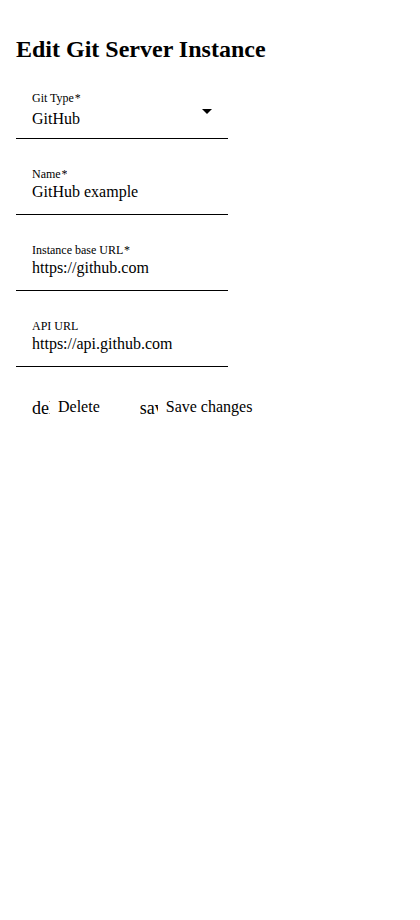 Edit Git Server Instance
Git Type*
GitHub
Name*
GitHub example
Instance base URL*
https://github.com
API URL
https://api.github.com
de Delete sav Save changes